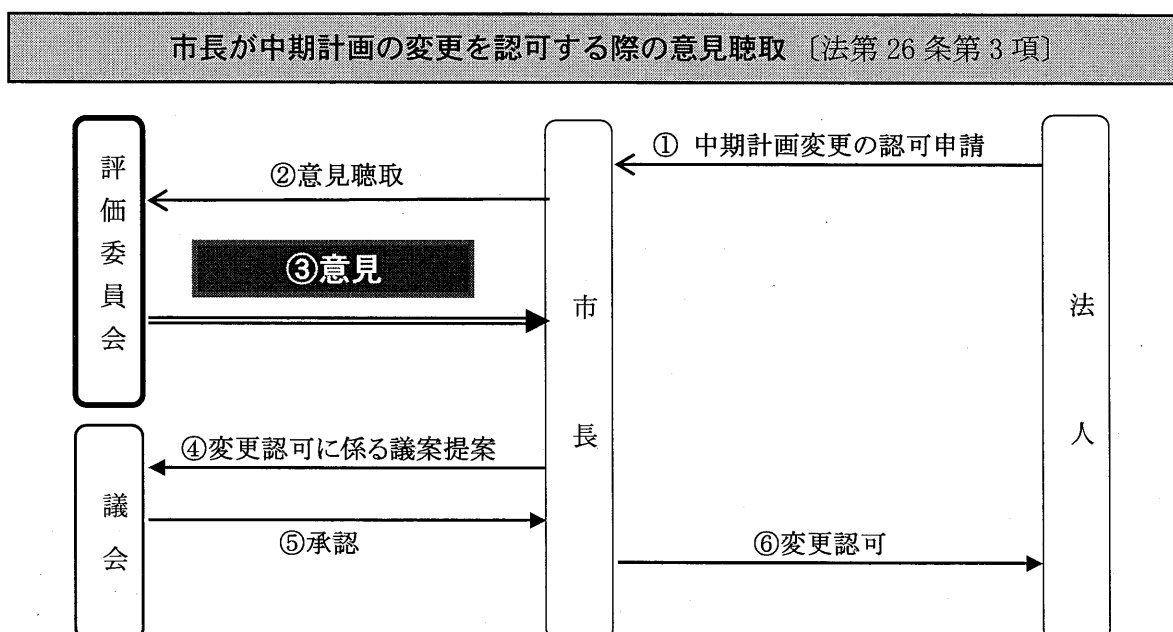 市長が中期計画の変更を認可する際の意見聴取 〔法第26条第3項〕
① 中期計画変更の認可申請
②意見聴取
③意見
評価委員会
市長
法人
④変更認可に係る議案提案
⑤承認
議会
⑥変更認可